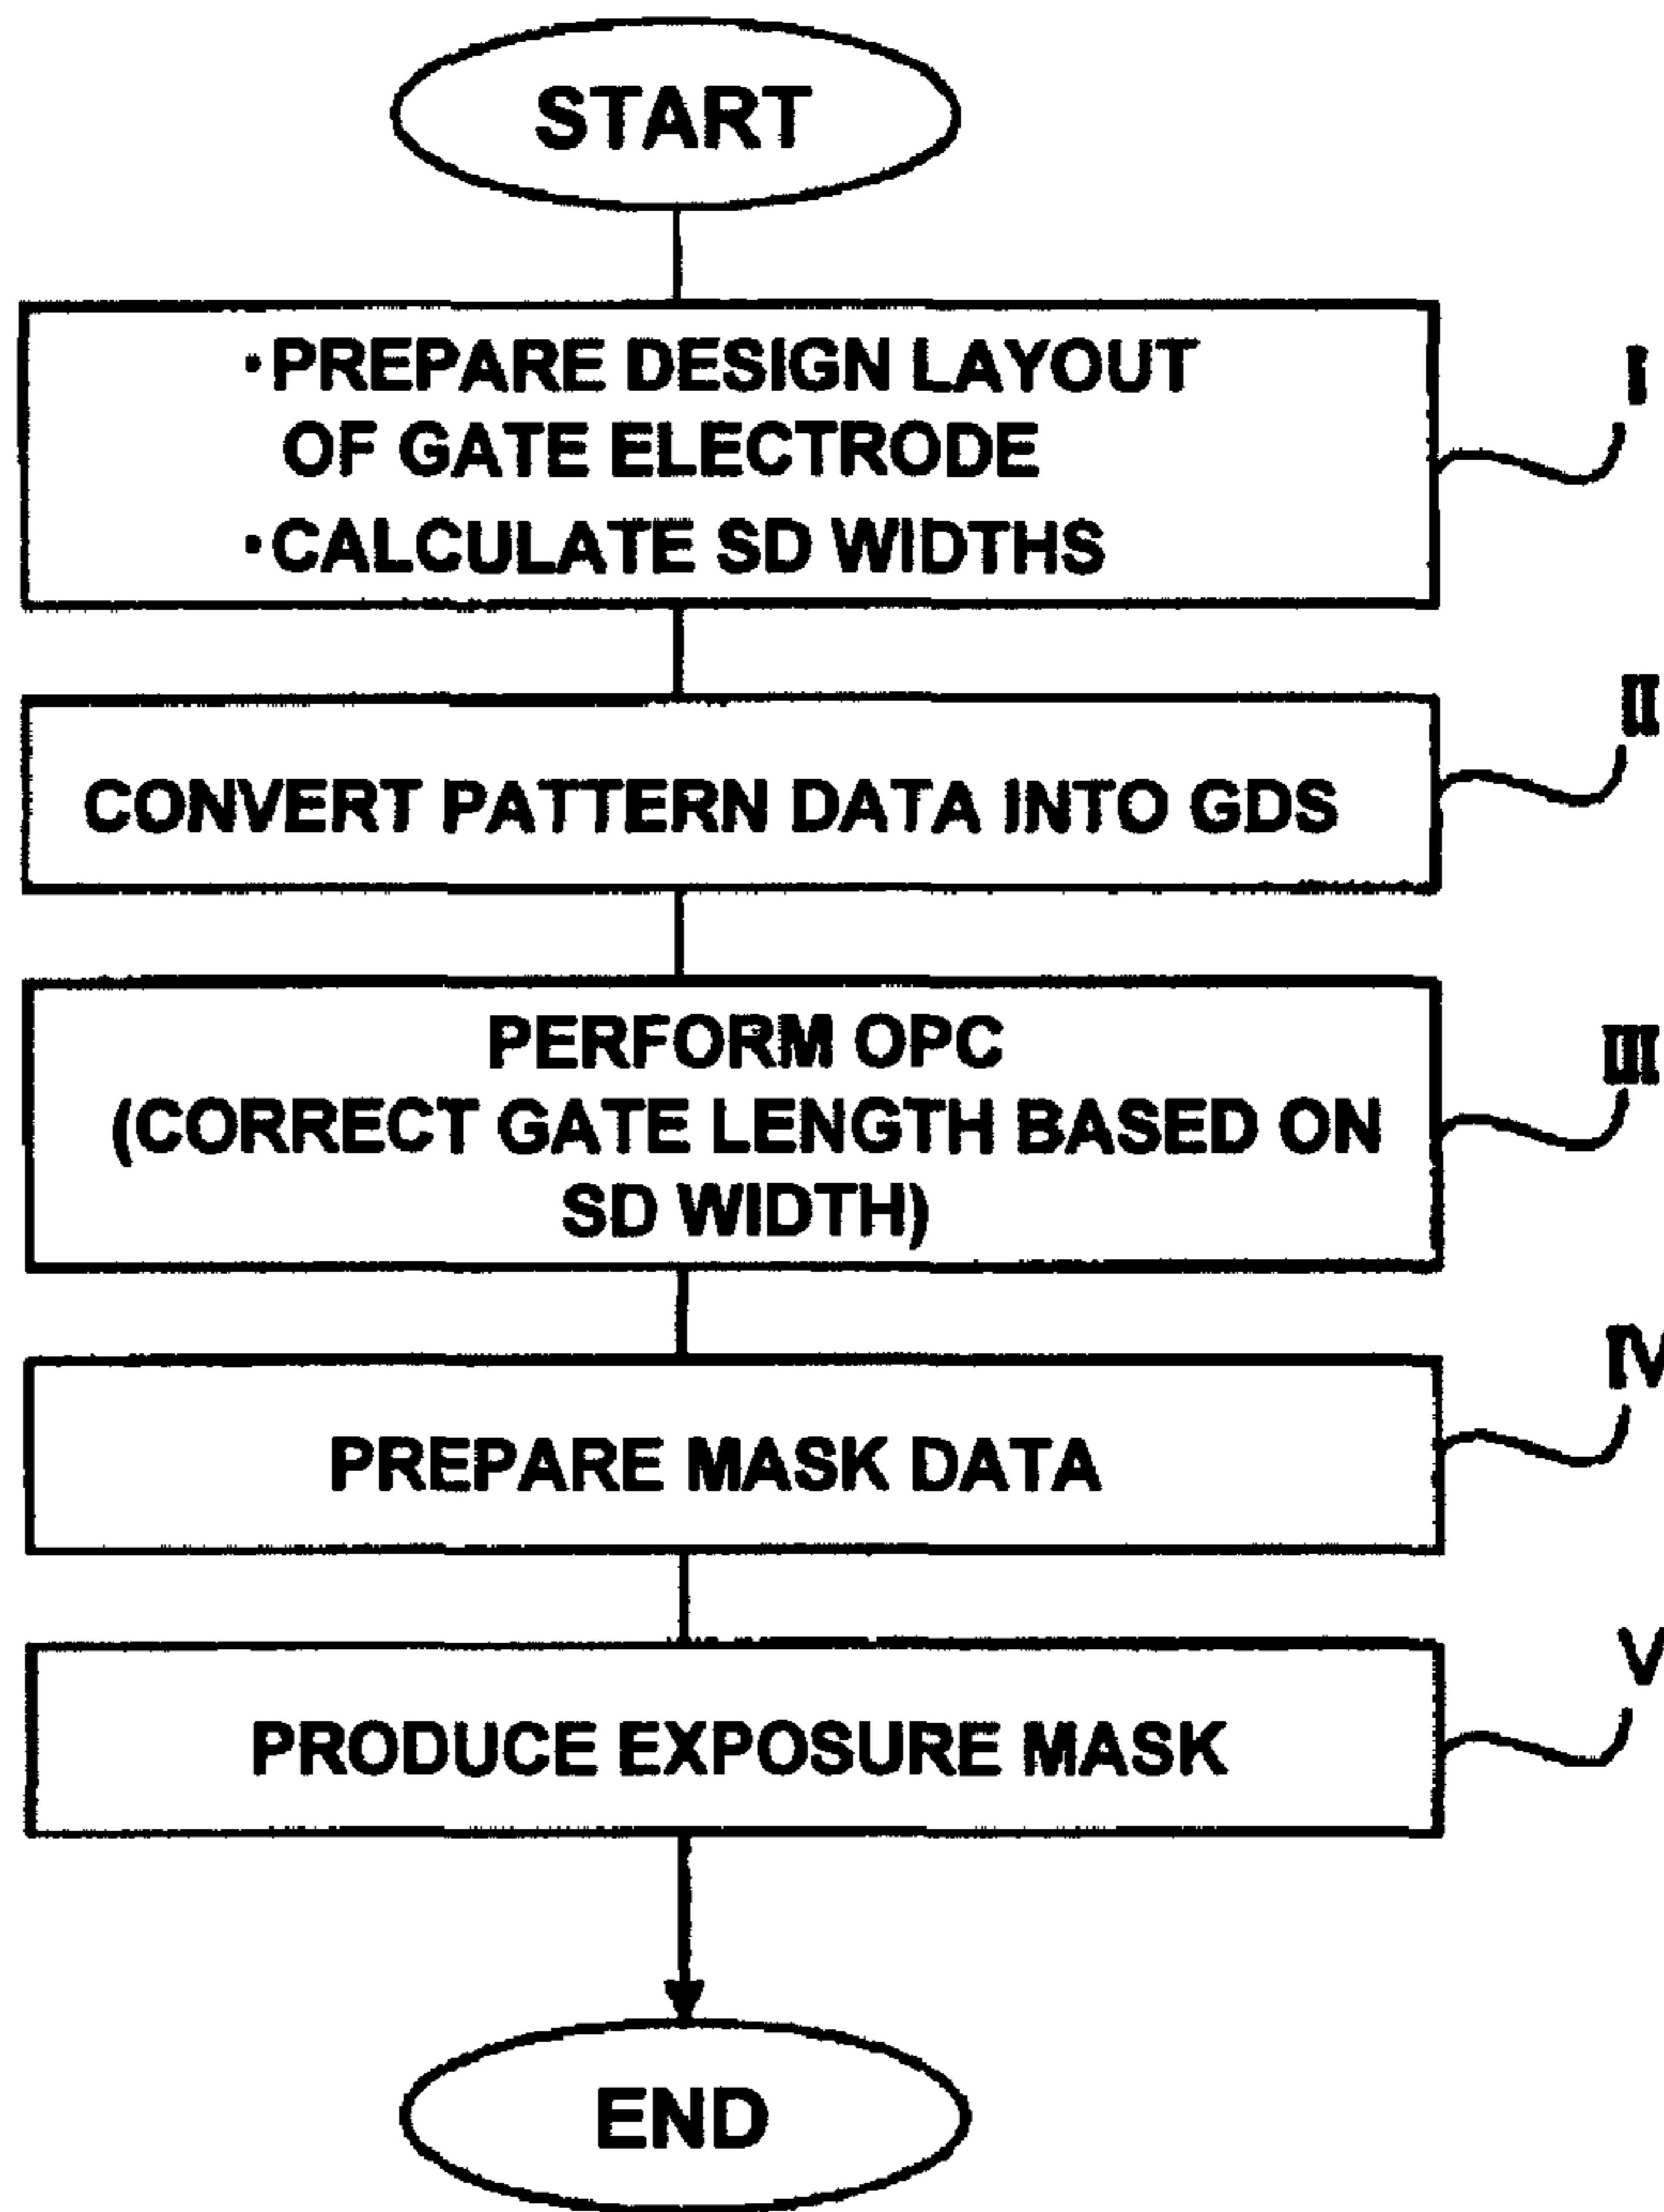 START
·PREPARE DESIGN LAYOUT
OF GATE ELECTRODE
·CALCULATE SD WIDTHS
I
CONVERT PATTERN DATA INTO GDS
II
PERFORM OPC
(CORRECT GATE LENGTH BASED ON
SD WIDTH)
III
PREPARE MASK DATA
IV
PRODUCE EXPOSURE MASK
V
END